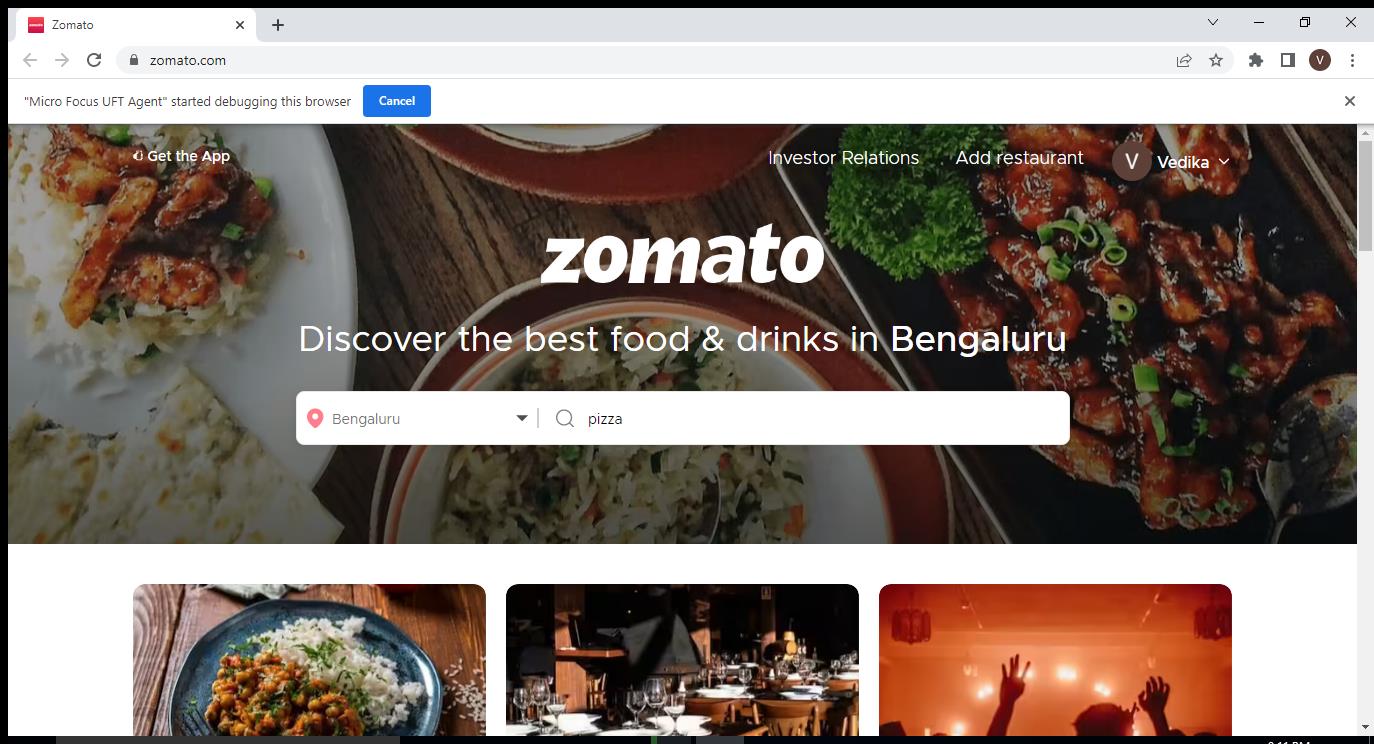 Zomato
zomato.com
V
"Micro Focus UFT Agent" started debugging this browser
Cancel
Get the App
Investor Relations
Add restaurant
V
Vedika
zomato
Discover the best food & drinks in Bengaluru
Bengaluru
pizza